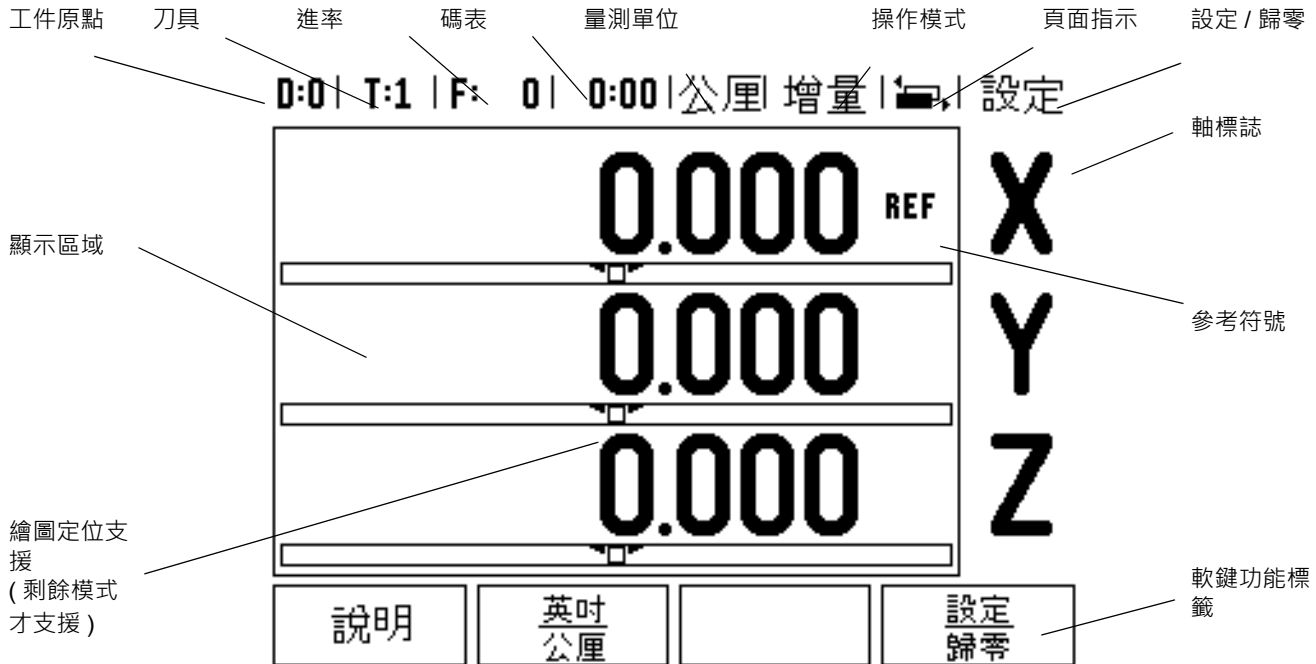 工件原點 刀具 進率 碼表 量測單位 操作模式 頁面指示 設定 / 歸零
D:0 T:1 F: 0 0:00 公厘 增量 設定
軸標誌
0.000 REF X
顯示區域
參考符號
0.000 Y
0.000 Z
繪圖定位支
援
( 剩餘模式
才支援 )
軟鍵功能標
籤
說明 英吋 設定
公厘 歸零